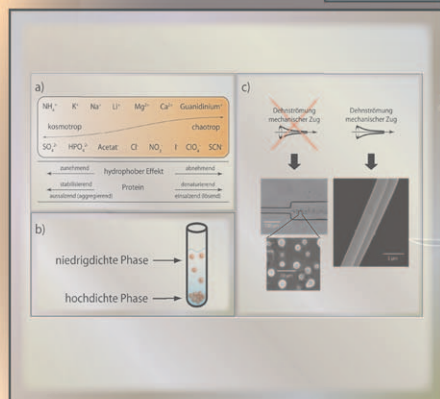 a)
NH₄⁺ K⁺ Na⁺ Li⁺ Mg²⁺ Ca²⁺ Guanidinium⁺
kosmotrop
chaotrop
SO₄²⁻ HPO₄²⁻ Acetat Cl⁻ NO₃⁻ I⁻ ClO₄⁻ SCN⁻
zunehmend hydrophober Effekt abnehmend
stabilisierend Protein denaturierend
aussalzend (aggregierend) einsalzend (lösend)
b)
niedrigdichte Phase
hochdichte Phase
c)
Dehnströmung Dehnströmung
mechanischer Zug mechanischer Zug